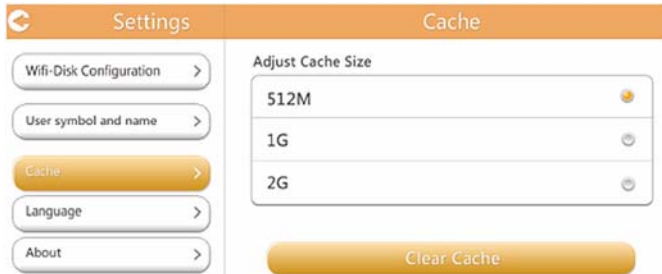 Settings
Cache
Wifi-Disk Configuration
User symbol and name
Cache
Language
About
Adjust Cache Size
512M
1G
2G
Clear Cache